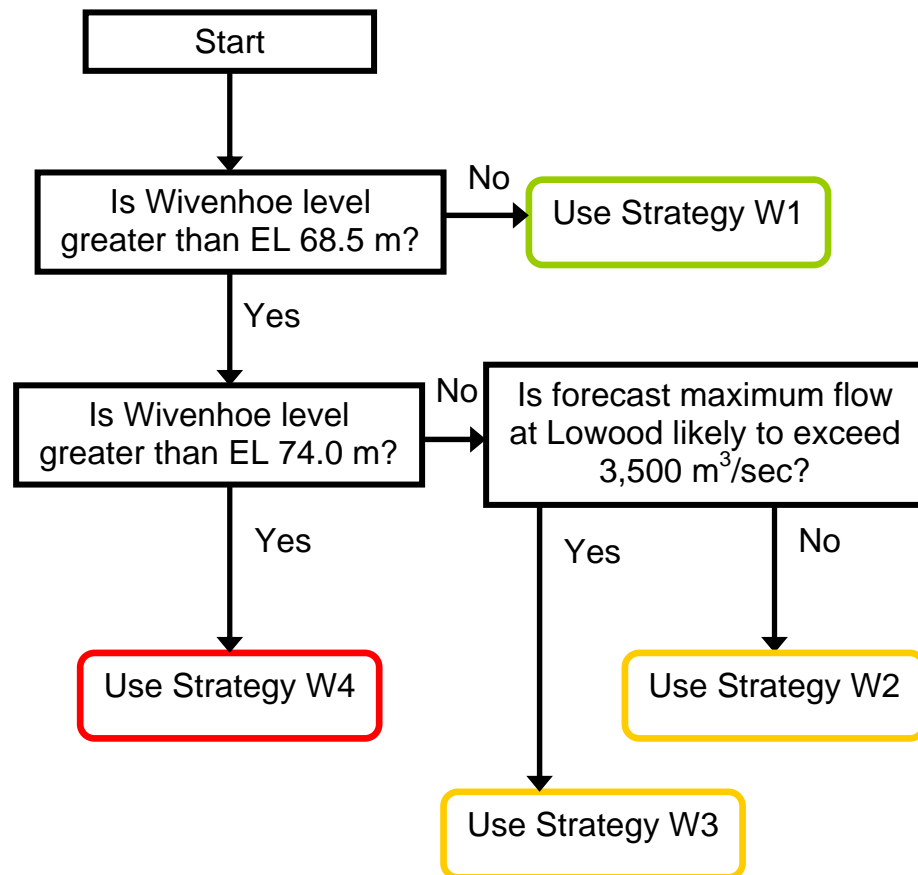 Start
Is Wivenhoe level
greater than EL 68.5 m?
No
Use Strategy W1
Yes
Is Wivenhoe level
greater than EL 74.0 m?
No
Is forecast maximum flow
at Lowood likely to exceed
3,500 m³/sec?
Yes
Yes
No
Use Strategy W4
Use Strategy W2
Use Strategy W3